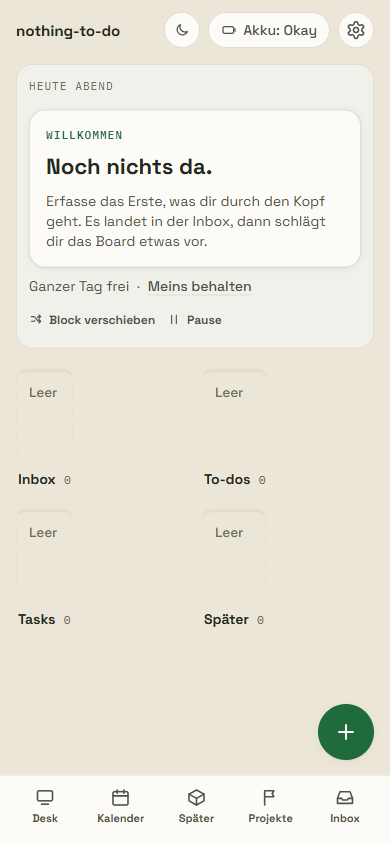 nothing-to-do
Akku: Okay
HEUTE ABEND
WILLKOMMEN
Noch nichts da.
Erfasse das Erste, was dir durch den Kopf
geht. Es landet in der Inbox, dann schlägt
dir das Board etwas vor.
Ganzer Tag frei · Meins behalten
Block verschieben Pause
Leer Leer
Inbox 0 To-dos 0
Leer Leer
Tasks 0 Später 0
Desk Kalender Später Projekte Inbox